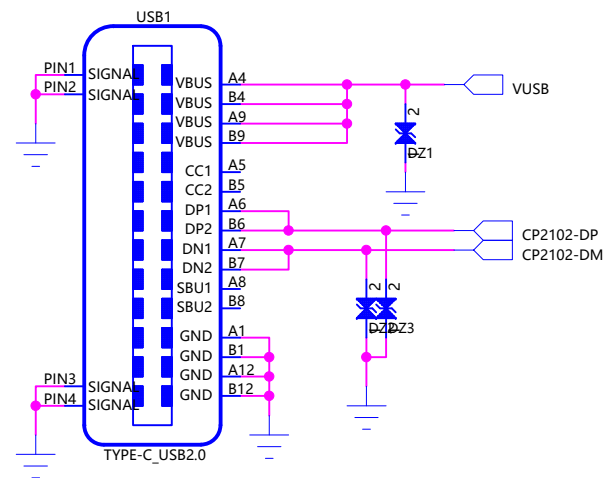 USB1
PIN1 SIGNAL
PIN2 SIGNAL
VBUS A4
VBUS B4
VBUS A9
VBUS B9
CC1 A5
CC2 B5
DP1 A6
DP2 B6
DN1 A7
DN2 B7
SBU1 A8
SBU2 B8
GND A1
GND B1
GND A12
GND B12
PIN3 SIGNAL
PIN4 SIGNAL
TYPE-C_USB2.0
VUSB
2
DZ1
CP2102-DP
CP2102-DM
2 2
DZ2 DZ3